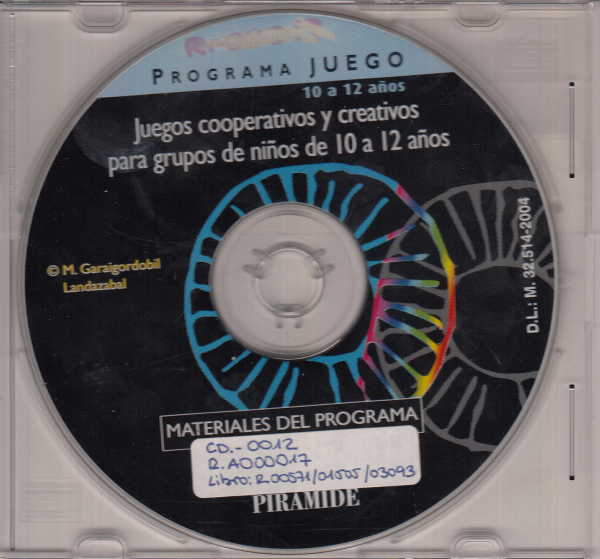 PROGRAMA JUEGO
10 a 12 años
Juegos cooperativos y creativos
para grupos de niños de 10 a 12 años
© M. Garaigordobil
Landazabal
D.L.: M. 32.514-2004
MATERIALES DEL PROGRAMA
CD.-0012
R.A000017
Libro: R.00571/01505/03093
PIRAMIDE